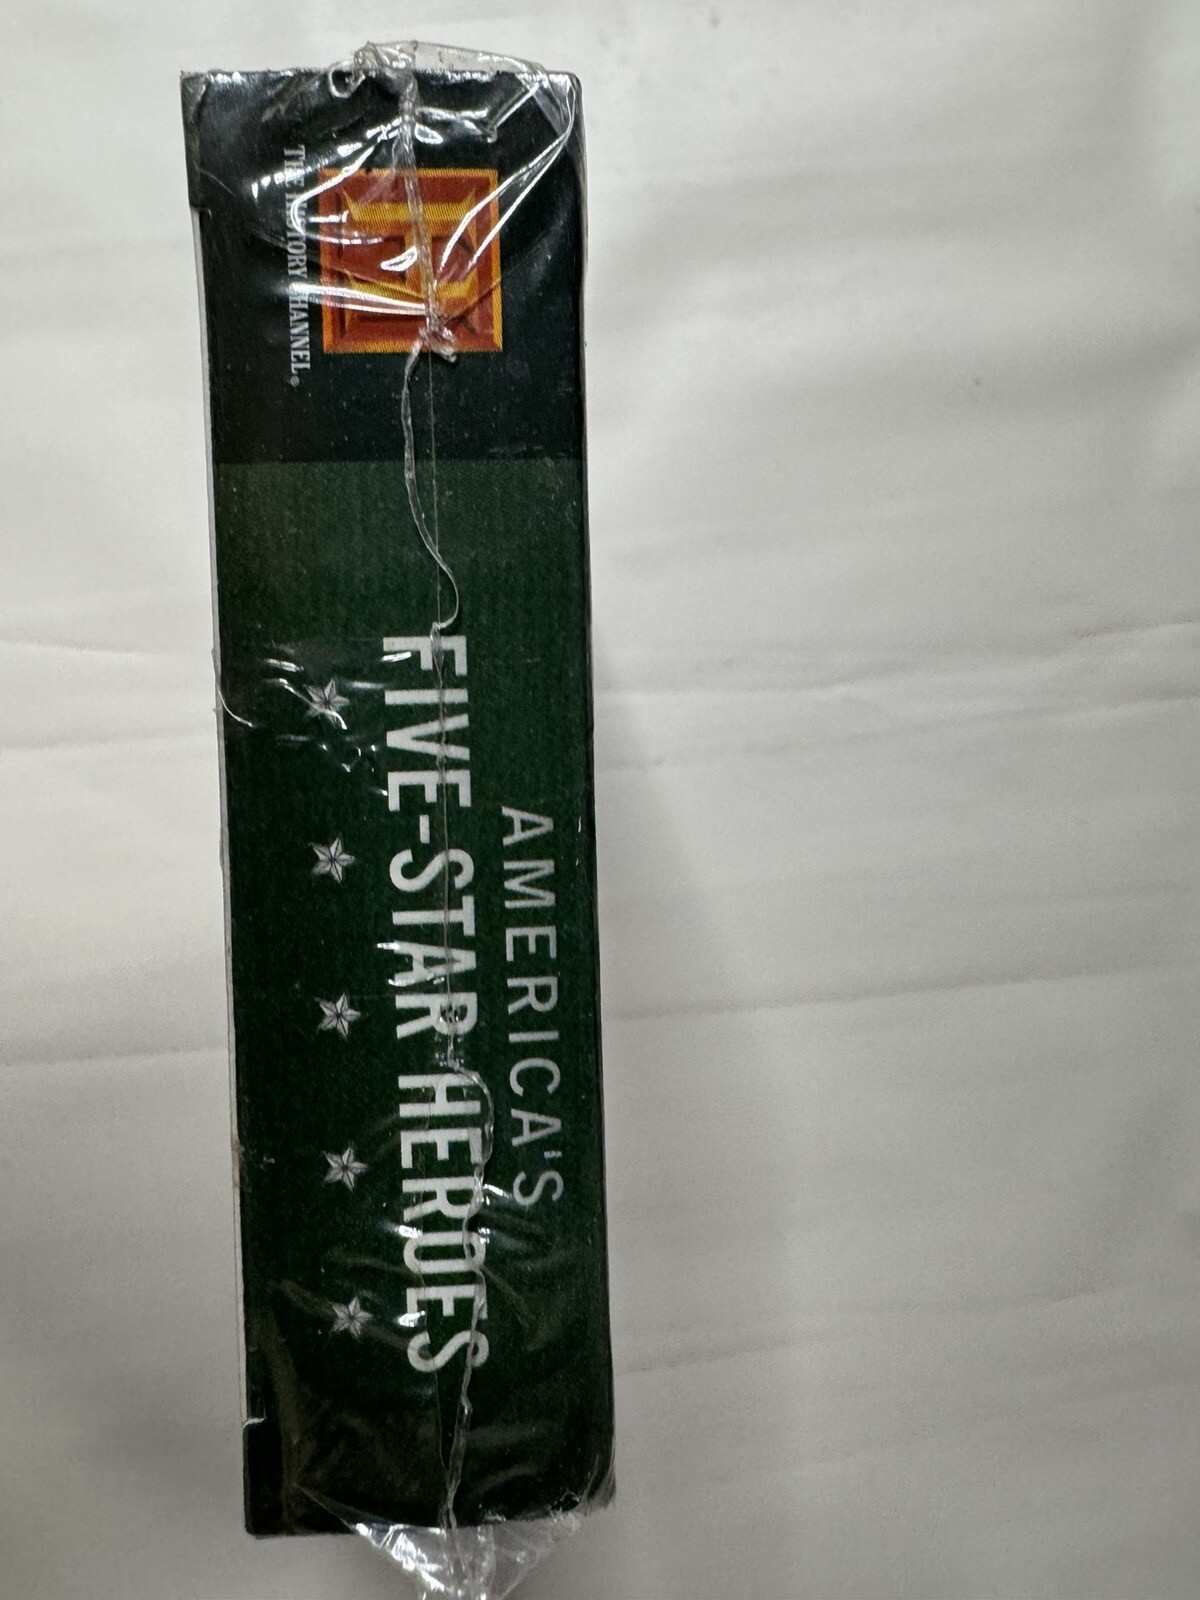 THE HISTORY CHANNEL®
H
AMERICA'S
FIVE-STAR HEROES